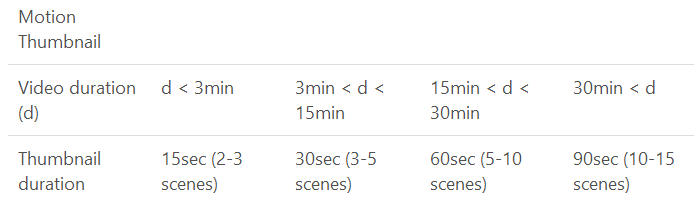 Motion
Thumbnail
Video duration d < 3min 3min < d < 15min < d < 30min < d
(d) 15min 30min
Thumbnail 15sec (2-3 30sec (3-5 60sec (5-10 90sec (10-15
duration scenes) scenes) scenes) scenes)